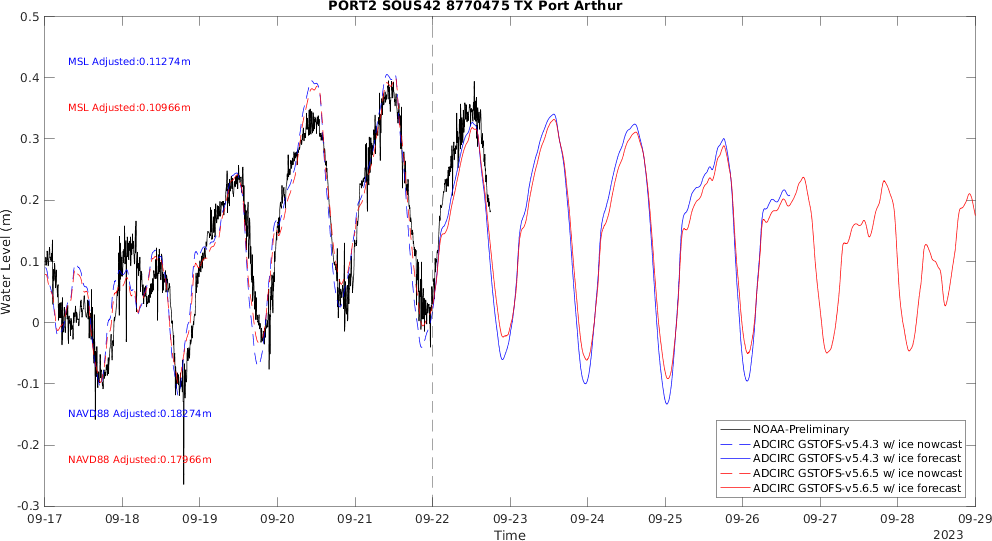 PORT2 SOUS42 8770475 TX Port Arthur
0.5
0.4
0.3
0.2
0.1
0
-0.1
-0.2
-0.3
Water Level (m)
MSL Adjusted:0.11274m
MSL Adjusted:0.10966m
NAVD88 Adjusted:0.18274m
NAVD88 Adjusted:0.17966m
NOAA-Preliminary
ADCIRC GSTOFS-v5.4.3 w/ ice nowcast
ADCIRC GSTOFS-v5.4.3 w/ ice forecast
ADCIRC GSTOFS-v5.6.5 w/ ice nowcast
ADCIRC GSTOFS-v5.6.5 w/ ice forecast
09-17 09-18 09-19 09-20 09-21 09-22 09-23 09-24 09-25 09-26 09-27 09-28 09-29
Time
2023